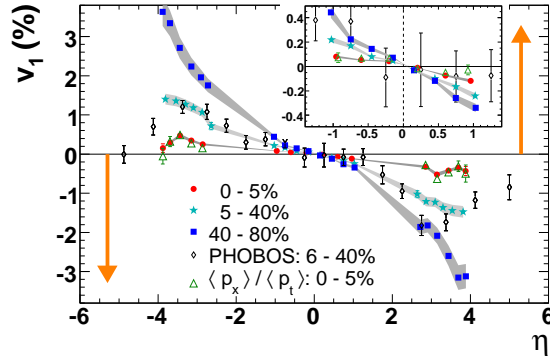 v₁ (%)
3
2
1
0
-1
-2
-3
0.4
0.2
0
-0.2
-0.4
-1 -0.5 0 0.5 1
0 - 5%
5 - 40%
40 - 80%
PHOBOS: 6 - 40%
⟨ pₓ ⟩ / ⟨ pₜ ⟩: 0 - 5%
-6 -4 -2 0 2 4 6
η